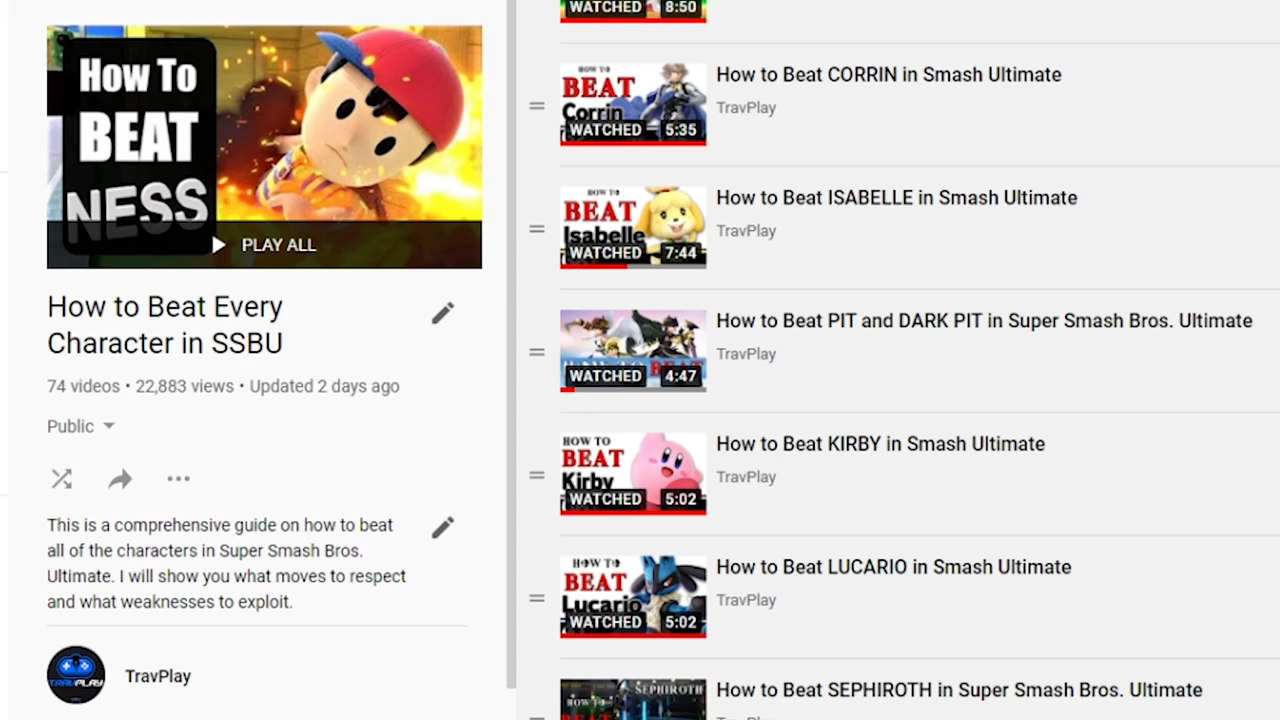 How To
BEAT
NESS
PLAY ALL
How to Beat Every
Character in SSBU
74 videos • 22,883 views • Updated 2 days ago
Public
This is a comprehensive guide on how to beat
all of the characters in Super Smash Bros.
Ultimate. I will show you what moves to respect
and what weaknesses to exploit.
TRAVPLAY
TravPlay
WATCHED 8:50
HOW TO
BEAT
Corrin
WATCHED 5:35
How to Beat CORRIN in Smash Ultimate
TravPlay
HOW TO
BEAT
Isabelle
WATCHED 7:44
How to Beat ISABELLE in Smash Ultimate
TravPlay
HOW TO BEAT
WATCHED 4:47
How to Beat PIT and DARK PIT in Super Smash Bros. Ultimate
TravPlay
HOW TO
BEAT
Kirby
WATCHED 5:02
How to Beat KIRBY in Smash Ultimate
TravPlay
HOW TO
BEAT
Lucario
WATCHED 5:02
How to Beat LUCARIO in Smash Ultimate
TravPlay
SEPHIROTH
HOW TO
BEAT
How to Beat SEPHIROTH in Super Smash Bros. Ultimate